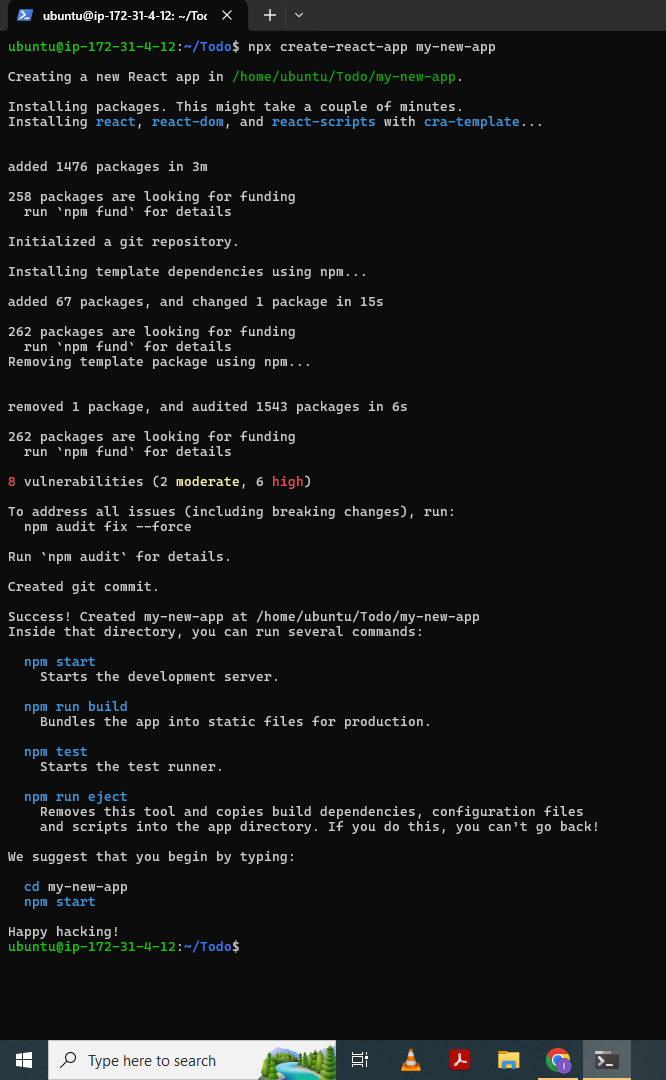 ubuntu@ip-172-31-4-12: ~/Toc
ubuntu@ip-172-31-4-12:~/Todo$ npx create-react-app my-new-app
Creating a new React app in /home/ubuntu/Todo/my-new-app.
Installing packages. This might take a couple of minutes.
Installing react, react-dom, and react-scripts with cra-template...
added 1476 packages in 3m
258 packages are looking for funding
  run `npm fund` for details
Initialized a git repository.
Installing template dependencies using npm...
added 67 packages, and changed 1 package in 15s
262 packages are looking for funding
  run `npm fund` for details
Removing template package using npm...
removed 1 package, and audited 1543 packages in 6s
262 packages are looking for funding
  run `npm fund` for details
8 vulnerabilities (2 moderate, 6 high)
To address all issues (including breaking changes), run:
  npm audit fix --force
Run `npm audit` for details.
Created git commit.
Success! Created my-new-app at /home/ubuntu/Todo/my-new-app
Inside that directory, you can run several commands:
  npm start
    Starts the development server.
  npm run build
    Bundles the app into static files for production.
  npm test
    Starts the test runner.
  npm run eject
    Removes this tool and copies build dependencies, configuration files
    and scripts into the app directory. If you do this, you can't go back!
We suggest that you begin by typing:
  cd my-new-app
  npm start
Happy hacking!
ubuntu@ip-172-31-4-12:~/Todo$
Type here to search